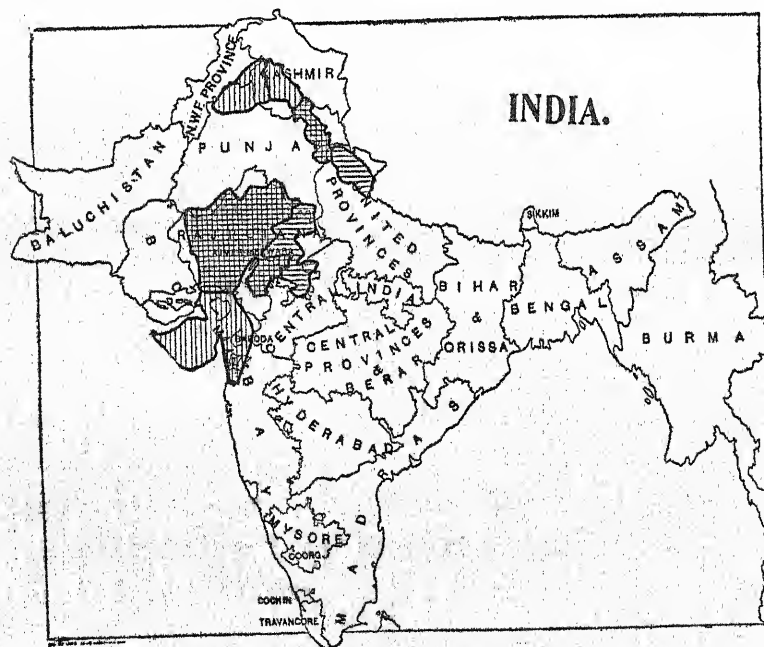 INDIA.
KASHMIR
N.W.F. PROVINCE
PUNJA
BALUCHISTAN
UNITED
PROVINCES
SIKKIM
ASSAM
CENTRAL INDIA
BIHAR
&
ORISSA
BENGAL
BURMA
BARODA
CENTRAL
PROVINCES
&
BERAR
BOMBAY
HYDERABAD
MADRAS
MYSORE
COORG
COCHIN
TRAVANCORE